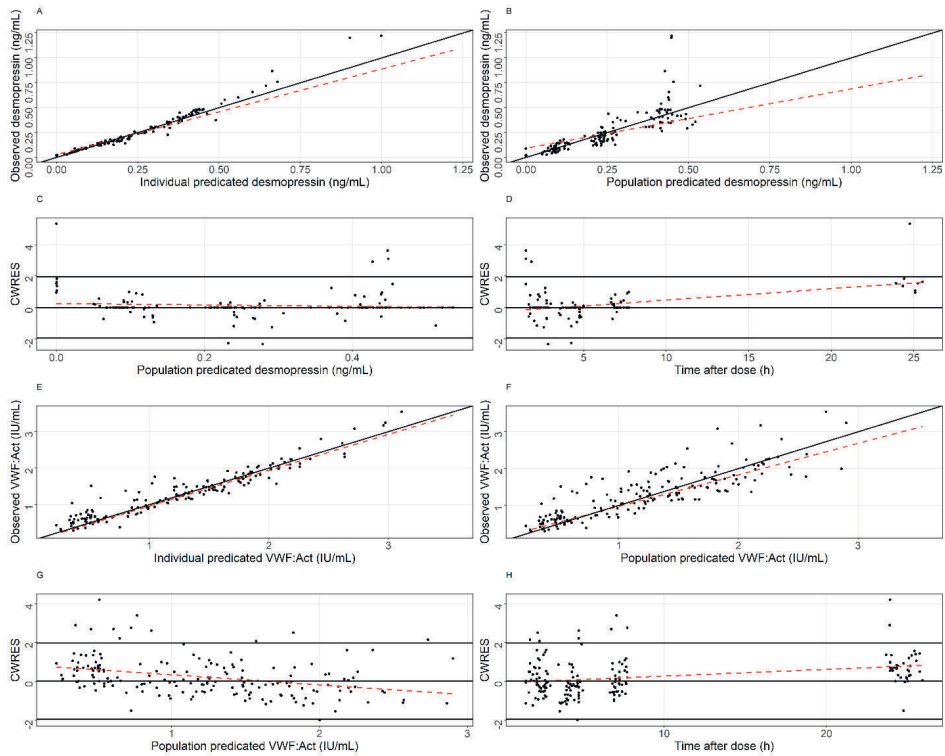 A
B
Observed desmopressin (ng/mL)
0.00 0.25 0.50 0.75 1.00 1.25
0.00 0.25 0.50 0.75 1.00 1.25
Individual predicated desmopressin (ng/mL)
Observed desmopressin (ng/mL)
0.00 0.25 0.50 0.75 1.00 1.25
0.00 0.25 0.50 0.75 1.00 1.25
Population predicated desmopressin (ng/mL)
C
D
CWRES
-2 0 2 4
0.0 0.2 0.4
Population predicated desmopressin (ng/mL)
CWRES
-2 0 2 4
5 10 15 20 25
Time after dose (h)
E
F
Observed VWF:Act (IU/mL)
1 2 3
1 2 3
Individual predicated VWF:Act (IU/mL)
Observed VWF:Act (IU/mL)
1 2 3
1 2 3
Population predicated VWF:Act (IU/mL)
G
H
CWRES
-2 0 2 4
1 2 3
Population predicated VWF:Act (IU/mL)
CWRES
-2 0 2 4
10 20
Time after dose (h)